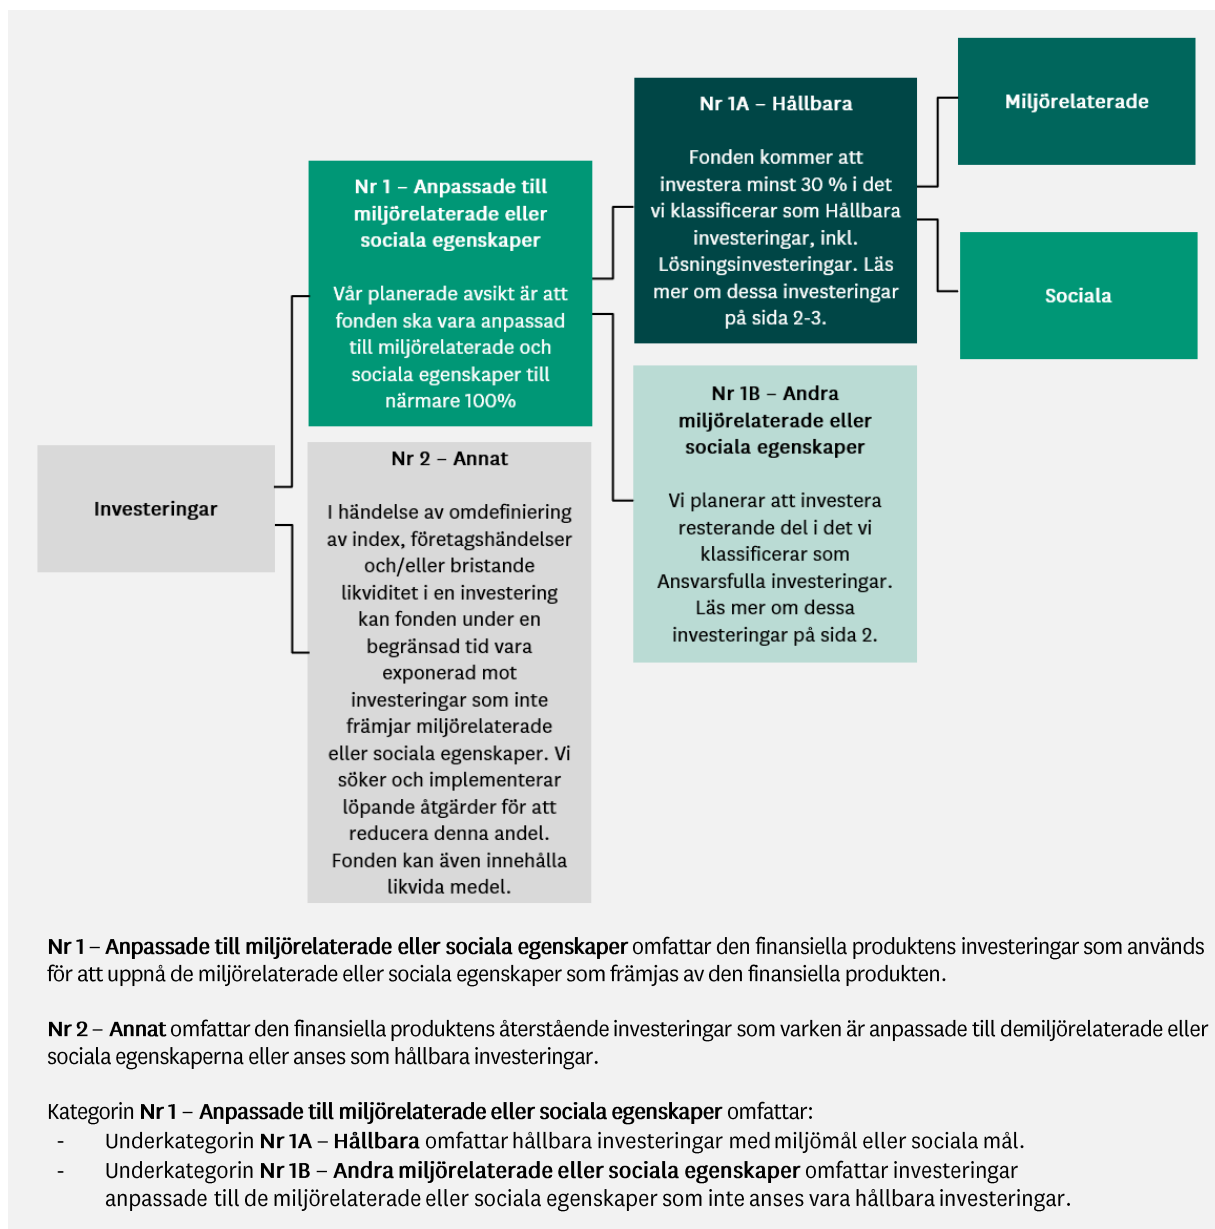 Investeringar
Nr 1 – Anpassade till
miljörelaterade eller
sociala egenskaper
Vår planerade avsikt är att
fonden ska vara anpassad
till miljörelaterade och
sociala egenskaper till
närmare 100%
Nr 2 – Annat
I händelse av omdefiniering
av index, företagshändelser
och/eller bristande
likviditet i en investering
kan fonden under en
begränsad tid vara
exponerad mot
investeringar som inte
främjar miljörelaterade
eller sociala egenskaper. Vi
söker och implementerar
löpande åtgärder för att
reducera denna andel.
Fonden kan även innehålla
likvida medel.
Nr 1A – Hållbara
Fonden kommer att
investera minst 30 % i det
vi klassificerar som Hållbara
investeringar, inkl.
Lösningsinvesteringar. Läs
mer om dessa investeringar
på sida 2-3.
Nr 1B – Andra
miljörelaterade eller
sociala egenskaper
Vi planerar att investera
resterande del i det vi
klassificerar som
Ansvarsfulla investeringar.
Läs mer om dessa
investeringar på sida 2.
Miljörelaterade
Sociala
Nr 1 – Anpassade till miljörelaterade eller sociala egenskaper omfattar den finansiella produktens investeringar som används
för att uppnå de miljörelaterade eller sociala egenskaper som främjas av den finansiella produkten.
Nr 2 – Annat omfattar den finansiella produktens återstående investeringar som varken är anpassade till demiljörelaterade eller
sociala egenskaperna eller anses som hållbara investeringar.
Kategorin Nr 1 – Anpassade till miljörelaterade eller sociala egenskaper omfattar:
- Underkategorin Nr 1A – Hållbara omfattar hållbara investeringar med miljömål eller sociala mål.
- Underkategorin Nr 1B – Andra miljörelaterade eller sociala egenskaper omfattar investeringar
anpassade till de miljörelaterade eller sociala egenskaper som inte anses vara hållbara investeringar.